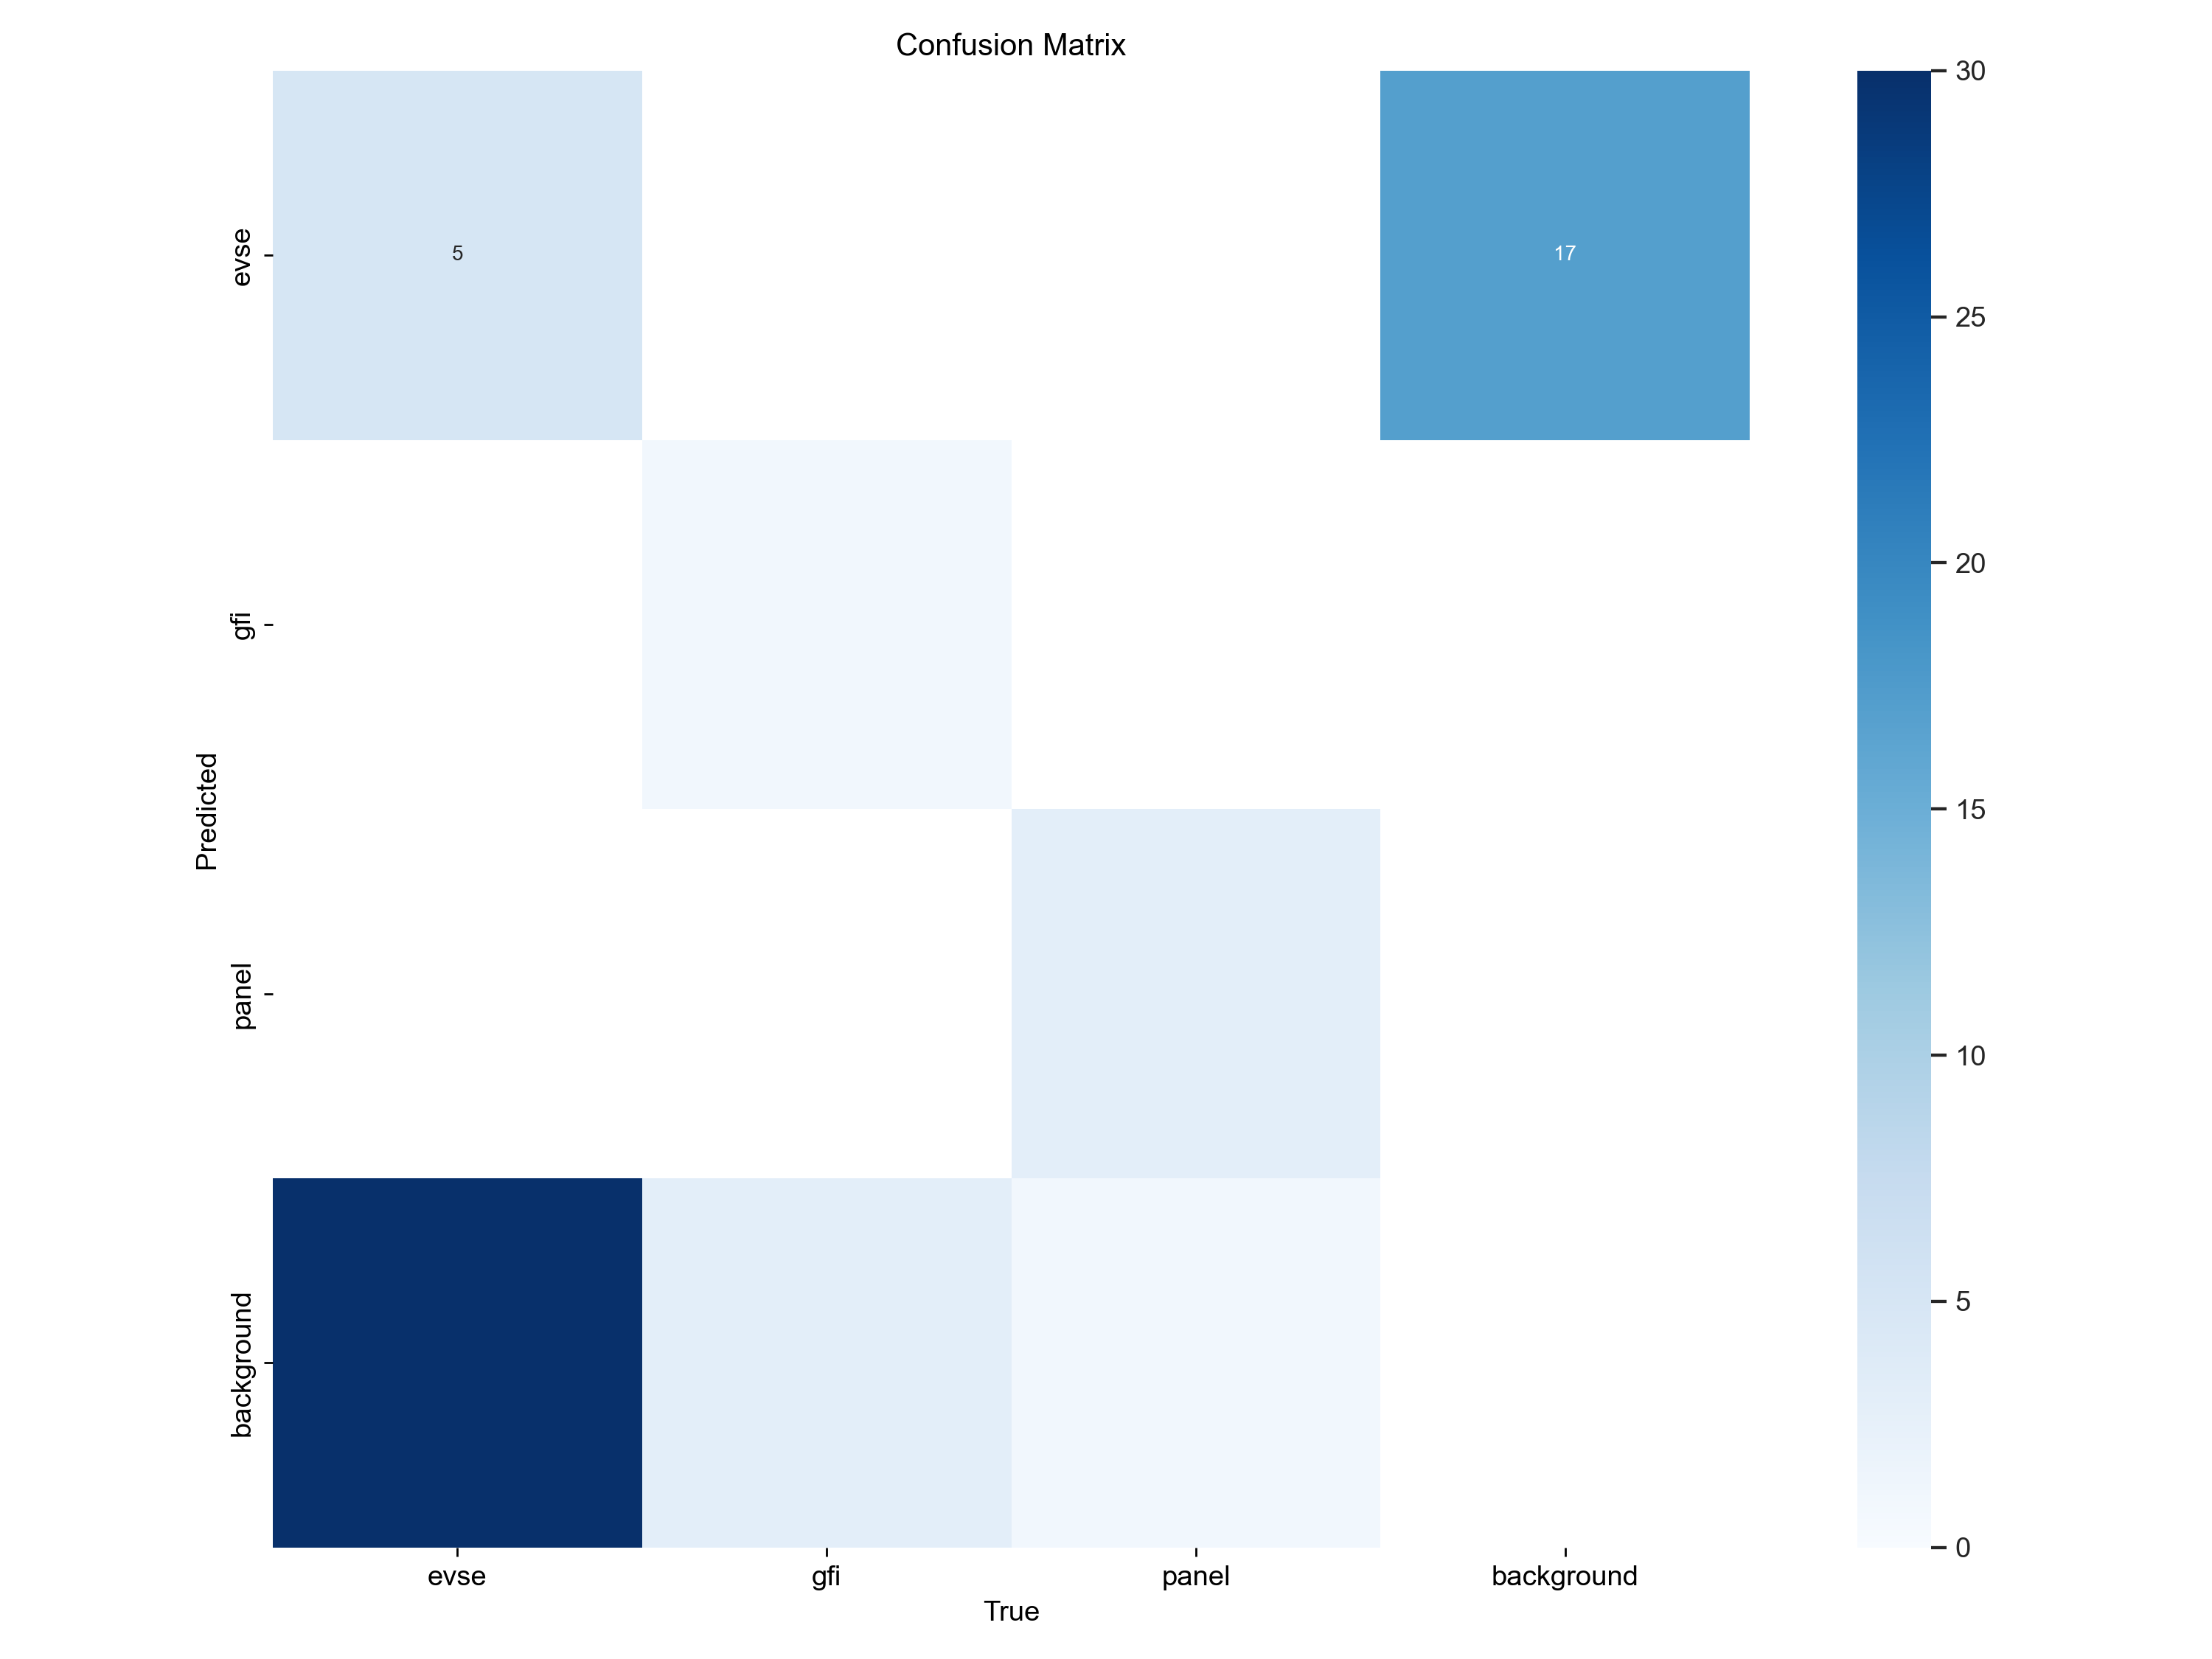 Confusion Matrix
evse
5
17
gfi
panel
background
Predicted
evse
gfi
panel
background
True
30
25
20
15
10
5
0